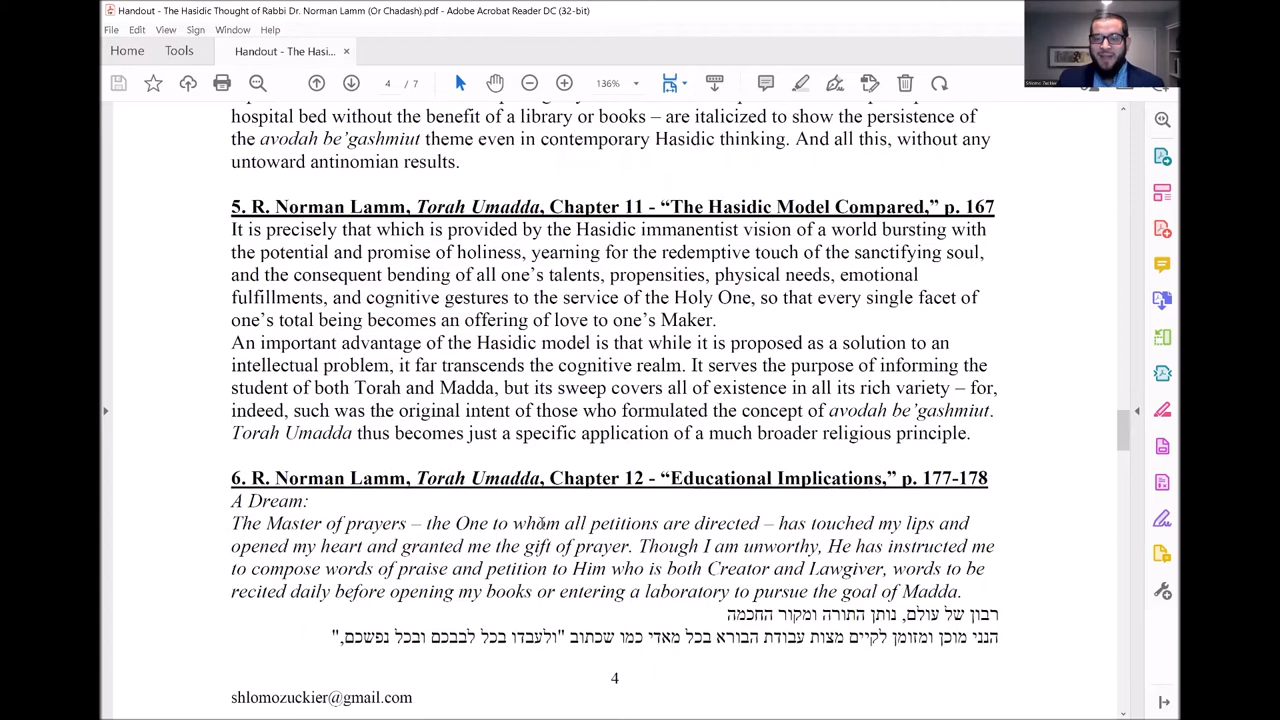 Handout - The Hasidic Thought of Rabbi Dr. Norman Lamm (Or Chadash).pdf - Adobe Acrobat Reader DC (32-bit)
File Edit View Sign Window Help
Home Tools Handout - The Hasi... ×
4 / 7 136%
hospital bed without the benefit of a library or books – are italicized to show the persistence of
the avodah be’gashmiut theme even in contemporary Hasidic thinking. And all this, without any
untoward antinomian results.
5. R. Norman Lamm, Torah Umadda, Chapter 11 - “The Hasidic Model Compared,” p. 167
It is precisely that which is provided by the Hasidic immanentist vision of a world bursting with
the potential and promise of holiness, yearning for the redemptive touch of the sanctifying soul,
and the consequent bending of all one’s talents, propensities, physical needs, emotional
fulfillments, and cognitive gestures to the service of the Holy One, so that every single facet of
one’s total being becomes an offering of love to one’s Maker.
An important advantage of the Hasidic model is that while it is proposed as a solution to an
intellectual problem, it far transcends the cognitive realm. It serves the purpose of informing the
student of both Torah and Madda, but its sweep covers all of existence in all its rich variety – for,
indeed, such was the original intent of those who formulated the concept of avodah be’gashmiut.
Torah Umadda thus becomes just a specific application of a much broader religious principle.
6. R. Norman Lamm, Torah Umadda, Chapter 12 - “Educational Implications,” p. 177-178
A Dream:
The Master of prayers – the One to whom all petitions are directed – has touched my lips and
opened my heart and granted me the gift of prayer. Though I am unworthy, He has instructed me
to compose words of praise and petition to Him who is both Creator and Lawgiver, words to be
recited daily before opening my books or entering a laboratory to pursue the goal of Madda.
רבון של עולם, נותן התורה ומקור החכמה
הנני מוכן ומזומן לקיים מצות עבודת הבורא בכל מאדי כמו שכתוב "ולעבדו בכל לבבכם ובכל נפשכם,"
4
shlomozuckier@gmail.com